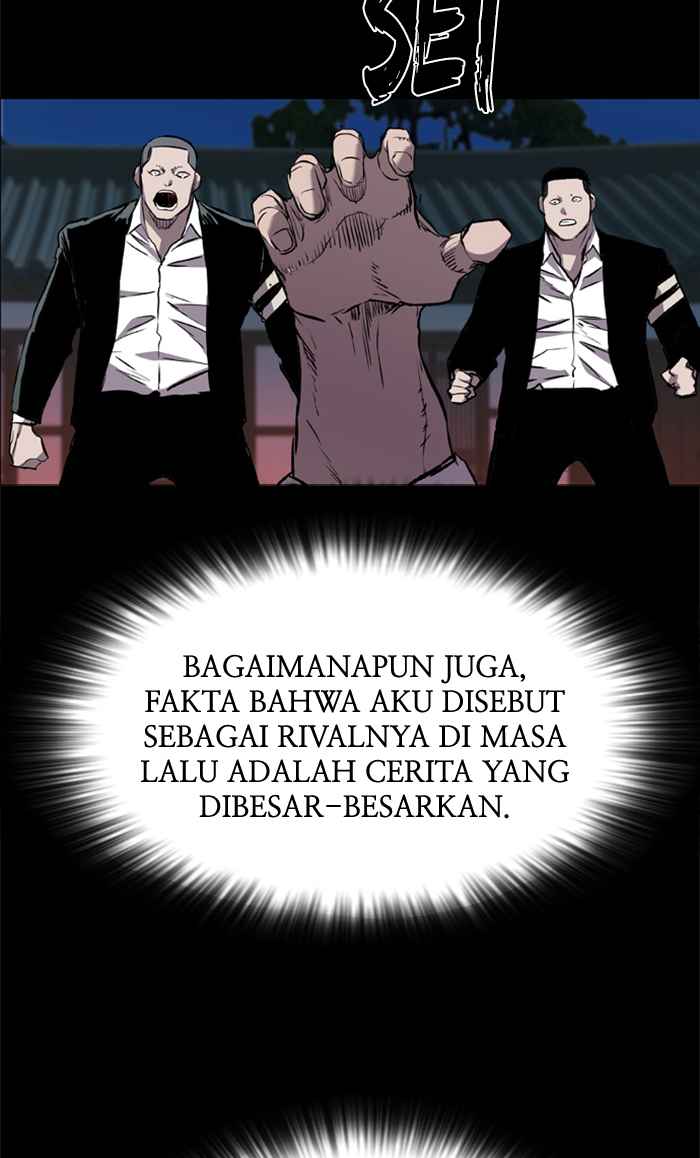 SET
BAGAIMANAPUN JUGA,
FAKTA BAHWA AKU DISEBUT
SEBAGAI RIVALNYA DI MASA
LALU ADALAH CERITA YANG
DIBESAR-BESARKAN.